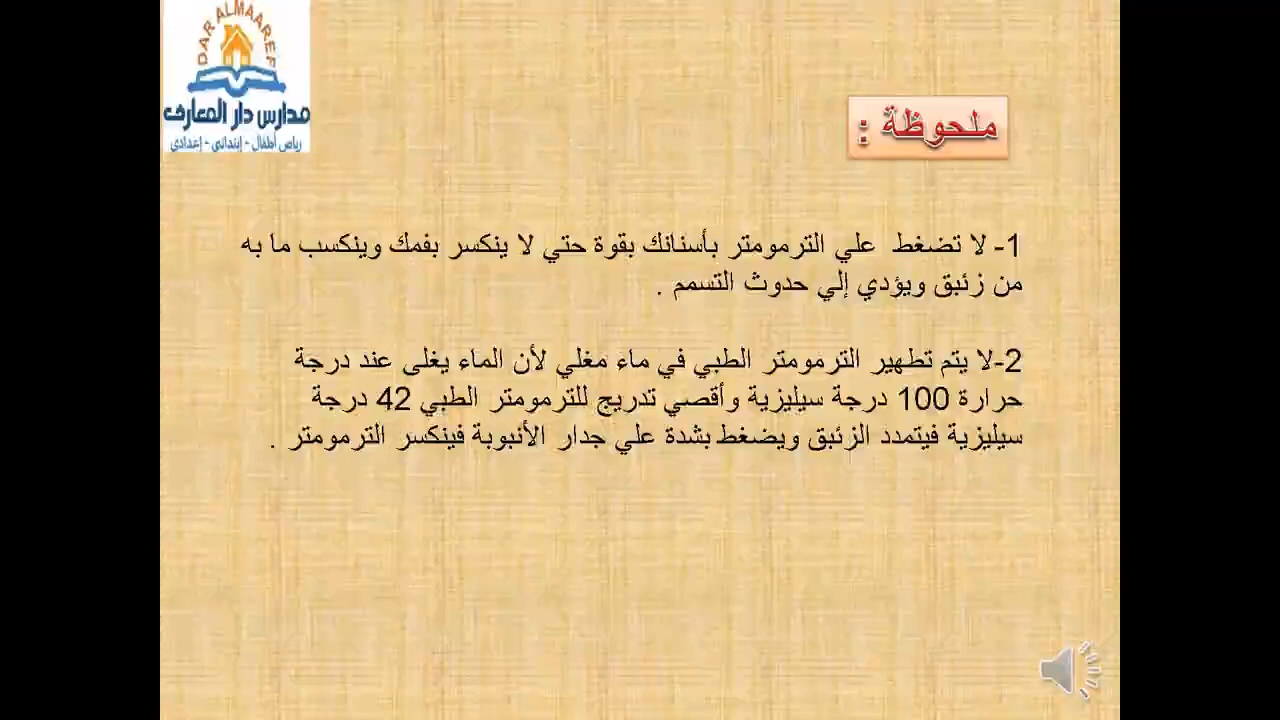 DAR ALMAAREF
مدارس دار المعارف
رياض أطفال - إبتدائي - إعدادي
ملحوظة :
1- لا تضغط علي الترمومتر بأسنانك بقوة حتي لا ينكسر بفمك وينكسب ما به
من زئبق ويؤدي إلي حدوث التسمم .
2-لا يتم تطهير الترمومتر الطبي في ماء مغلي لأن الماء يغلى عند درجة
حرارة 100 درجة سيليزية وأقصي تدريج للترمومتر الطبي 42 درجة
سيليزية فيتمدد الزئبق ويضغط بشدة علي جدار الأنبوبة فينكسر الترمومتر .